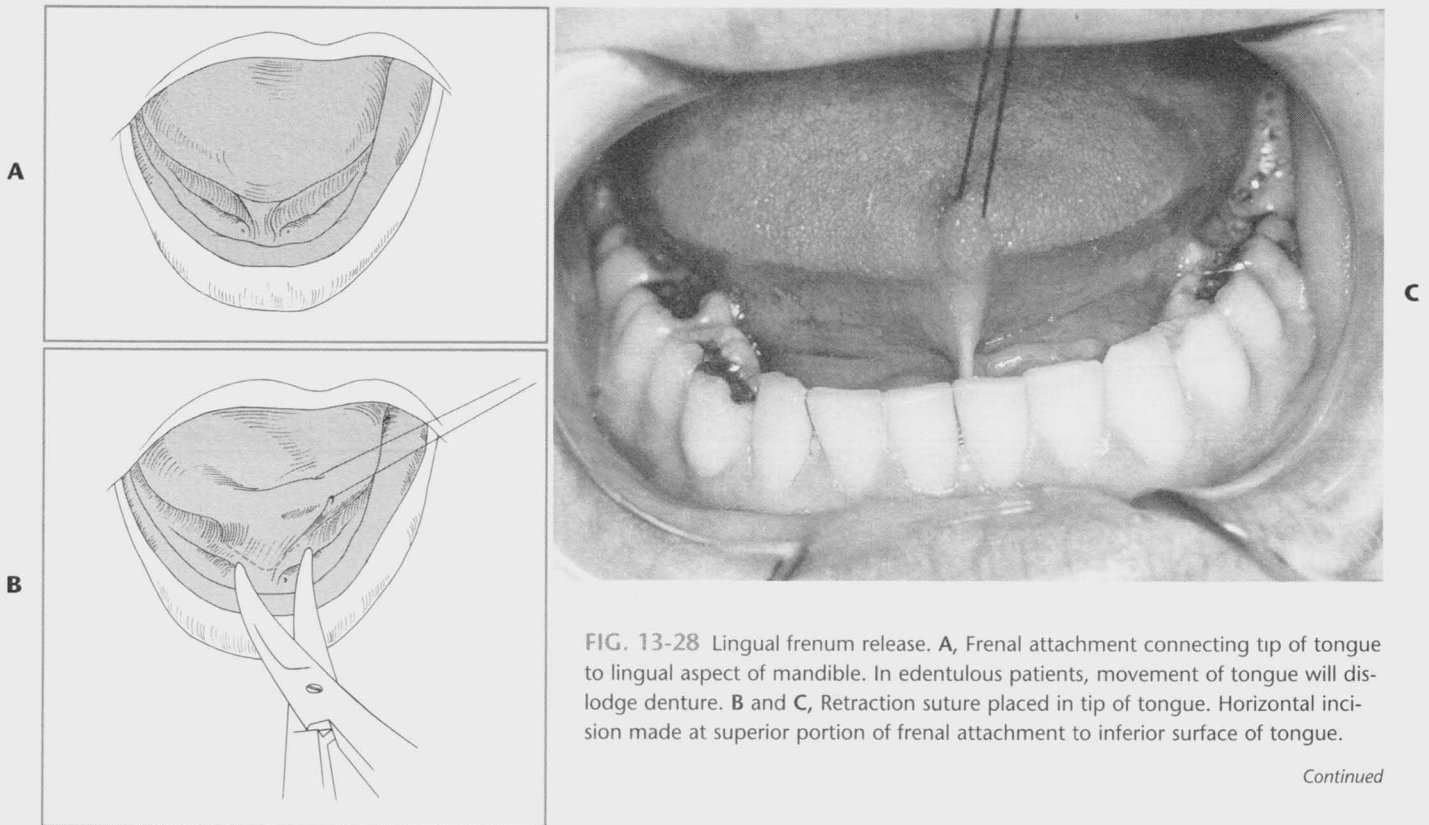 A
B
C
FIG. 13-28 Lingual frenum release. A, Frenal attachment connecting tip of tongue
to lingual aspect of mandible. In edentulous patients, movement of tongue will dis-
lodge denture. B and C, Retraction suture placed in tip of tongue. Horizontal inci-
sion made at superior portion of frenal attachment to inferior surface of tongue.
Continued